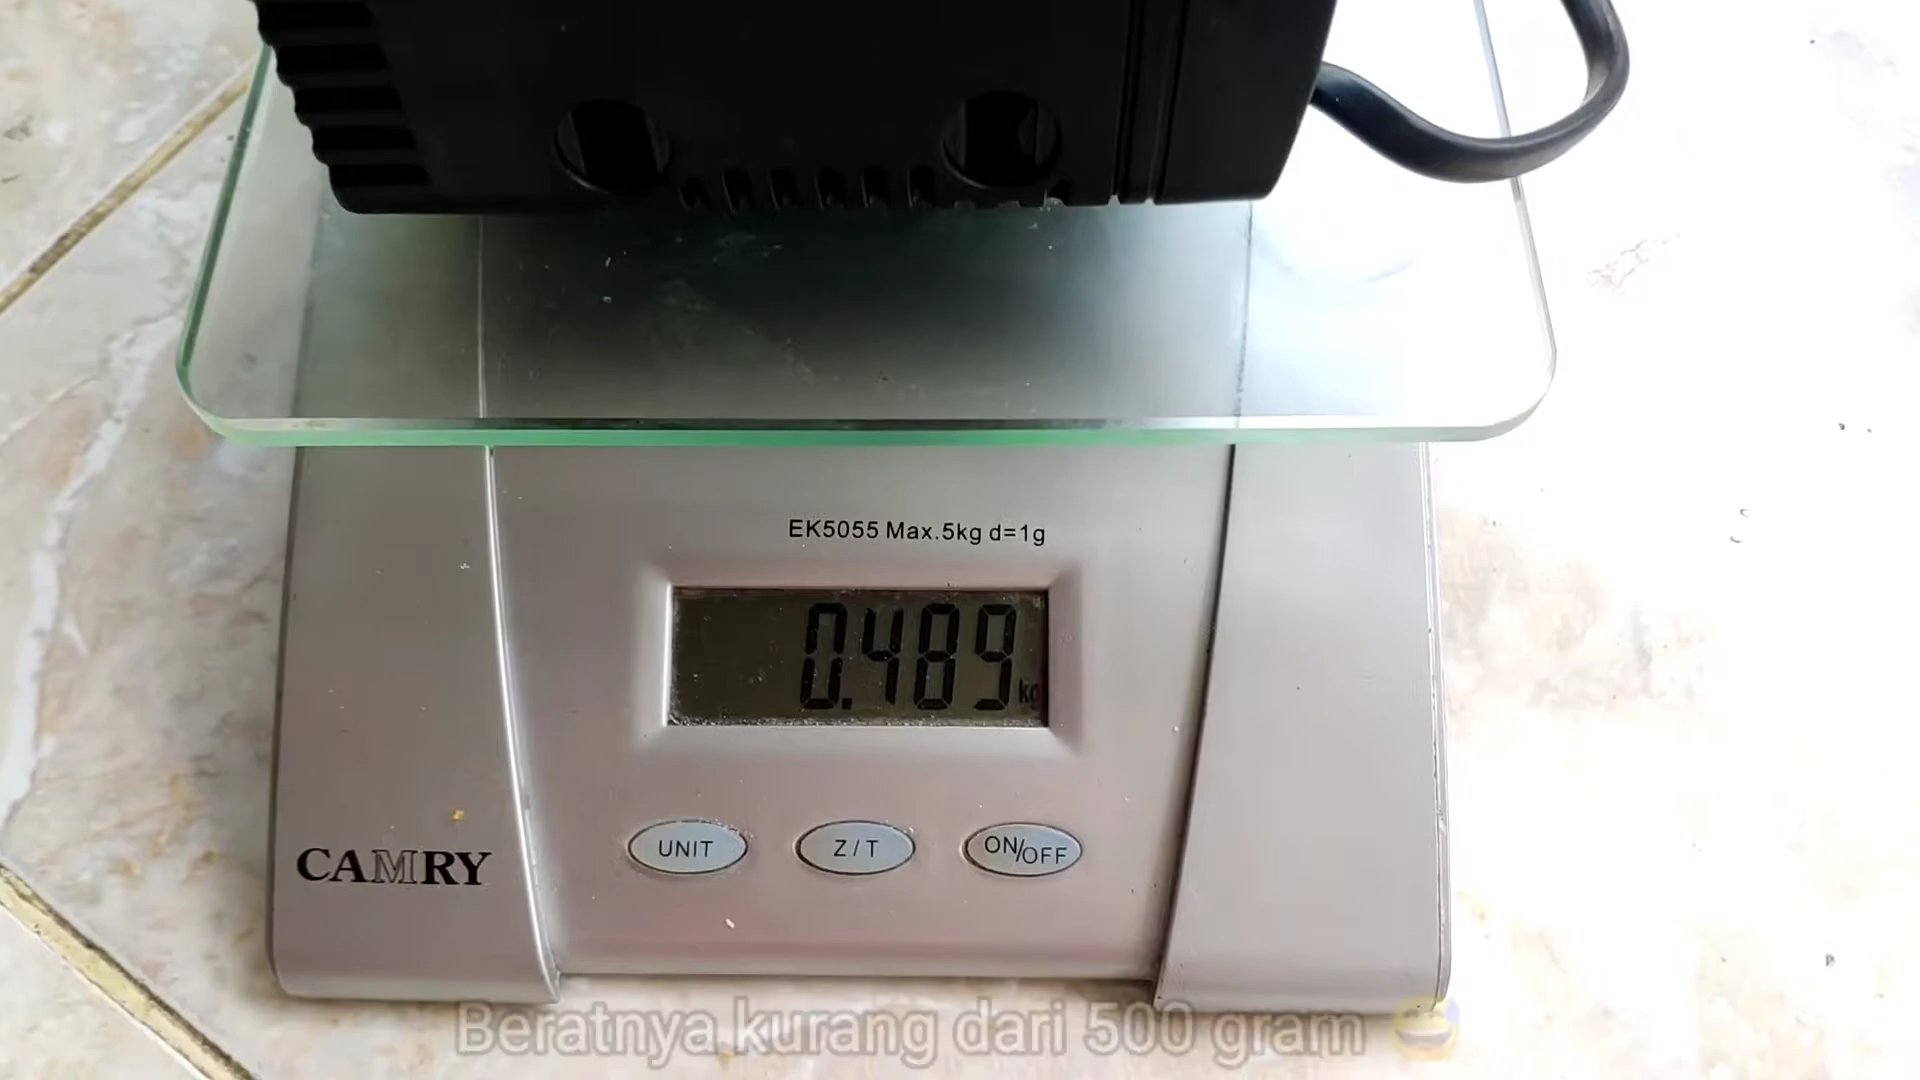 EK5055 Max.5kg d=1g
0.489 kg
UNIT Z/T ON/OFF
CAMRY
Beratnya kurang dari 500 gram